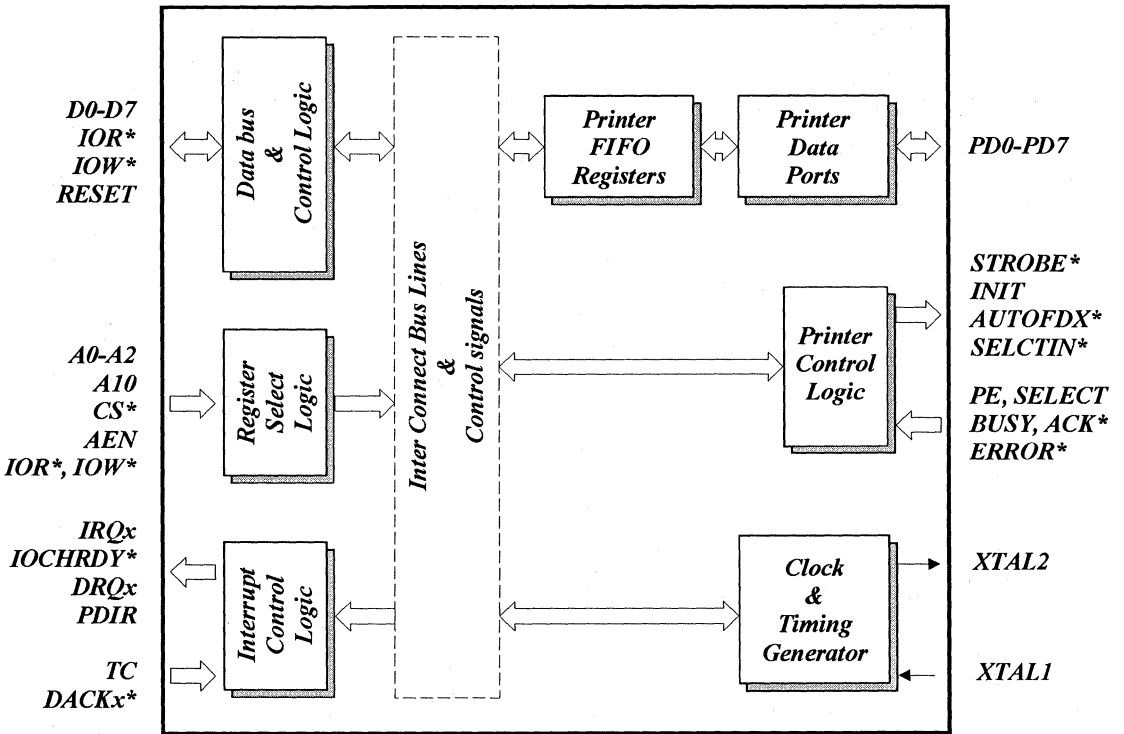 D0-D7
IOR*
IOW*
RESET
Data bus
&
Control Logic
A0-A2
A10
CS*
AEN
IOR*, IOW*
Register
Select
Logic
IRQx
IOCHRDY*
DRQx
PDIR
TC
DACKx*
Interrupt
Control
Logic
Inter Connect Bus Lines
&
Control signals
Printer
FIFO
Registers
Printer
Data
Ports
PD0-PD7
Printer
Control
Logic
STROBE*
INIT
AUTOFDX*
SELCTIN*
PE, SELECT
BUSY, ACK*
ERROR*
Clock
&
Timing
Generator
XTAL2
XTAL1